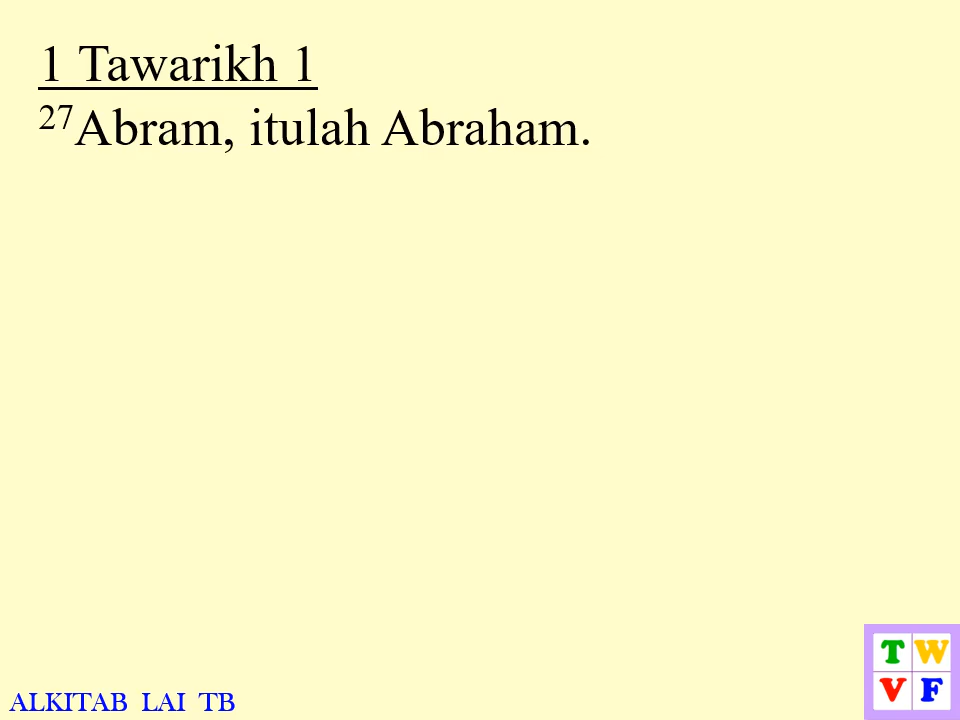 1 Tawarikh 1
27Abram, itulah Abraham.
T W
V F
ALKITAB LAI TB